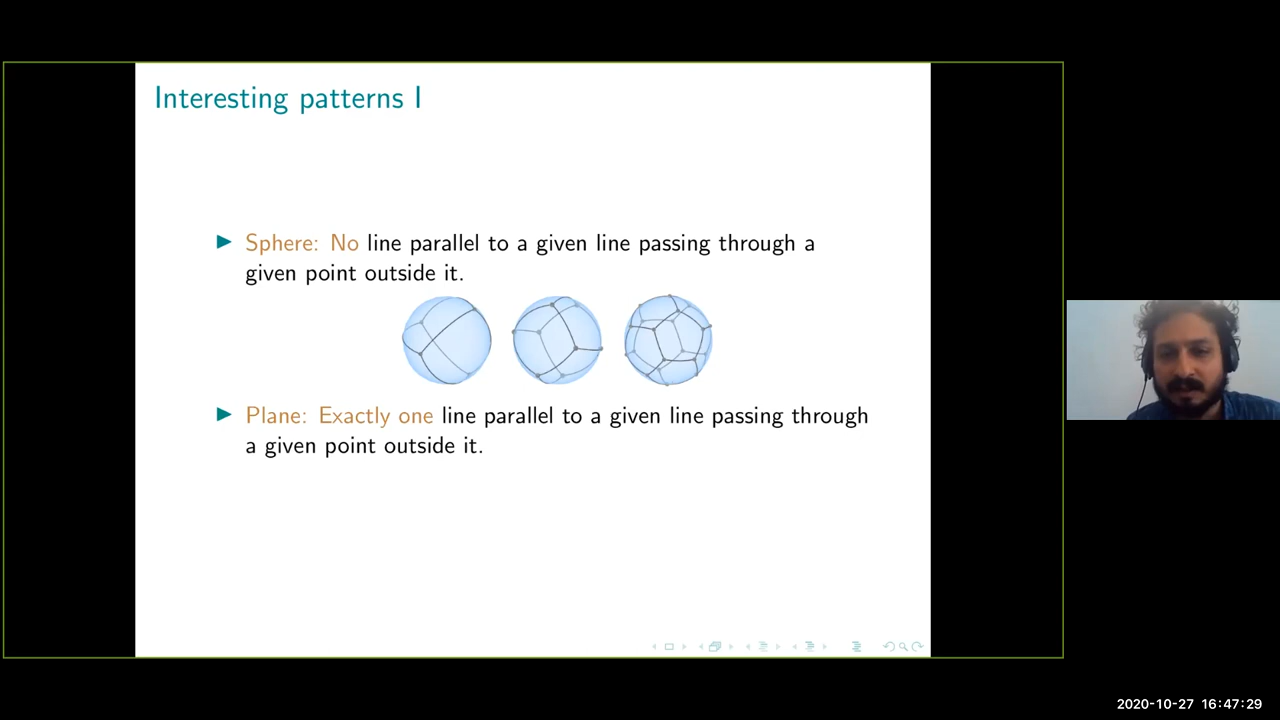 Interesting patterns I
Sphere: No line parallel to a given line passing through a
given point outside it.
Plane: Exactly one line parallel to a given line passing through
a given point outside it.
2020-10-27 16:47:29